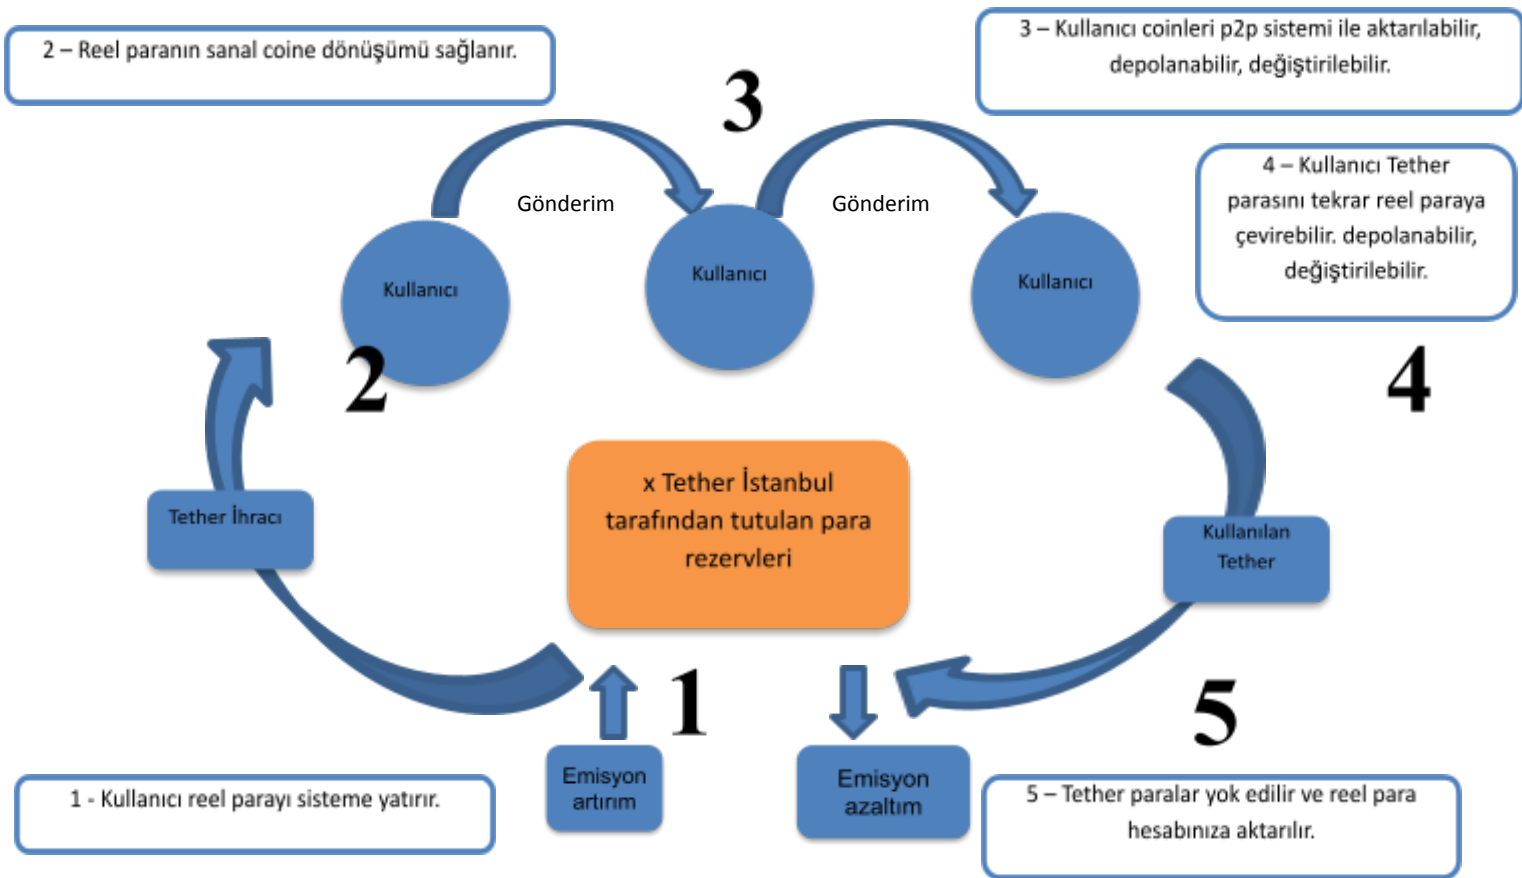 2 – Reel paranın sanal coine dönüşümü sağlanır.
3 – Kullanıcı coinleri p2p sistemi ile aktarılabilir,
depolanabilir, değiştirilebilir.
3
4 – Kullanıcı Tether
parasını tekrar reel paraya
çevirebilir. depolanabilir,
değiştirilebilir.
Gönderim
Gönderim
Kullanıcı
Kullanıcı
Kullanıcı
2
4
x Tether İstanbul
tarafından tutulan para
rezervleri
Tether İhracı
Kullanılan
Tether
1
5
Emisyon
artırım
Emisyon
azaltım
1 - Kullanıcı reel parayı sisteme yatırır.
5 – Tether paralar yok edilir ve reel para
hesabınıza aktarılır.